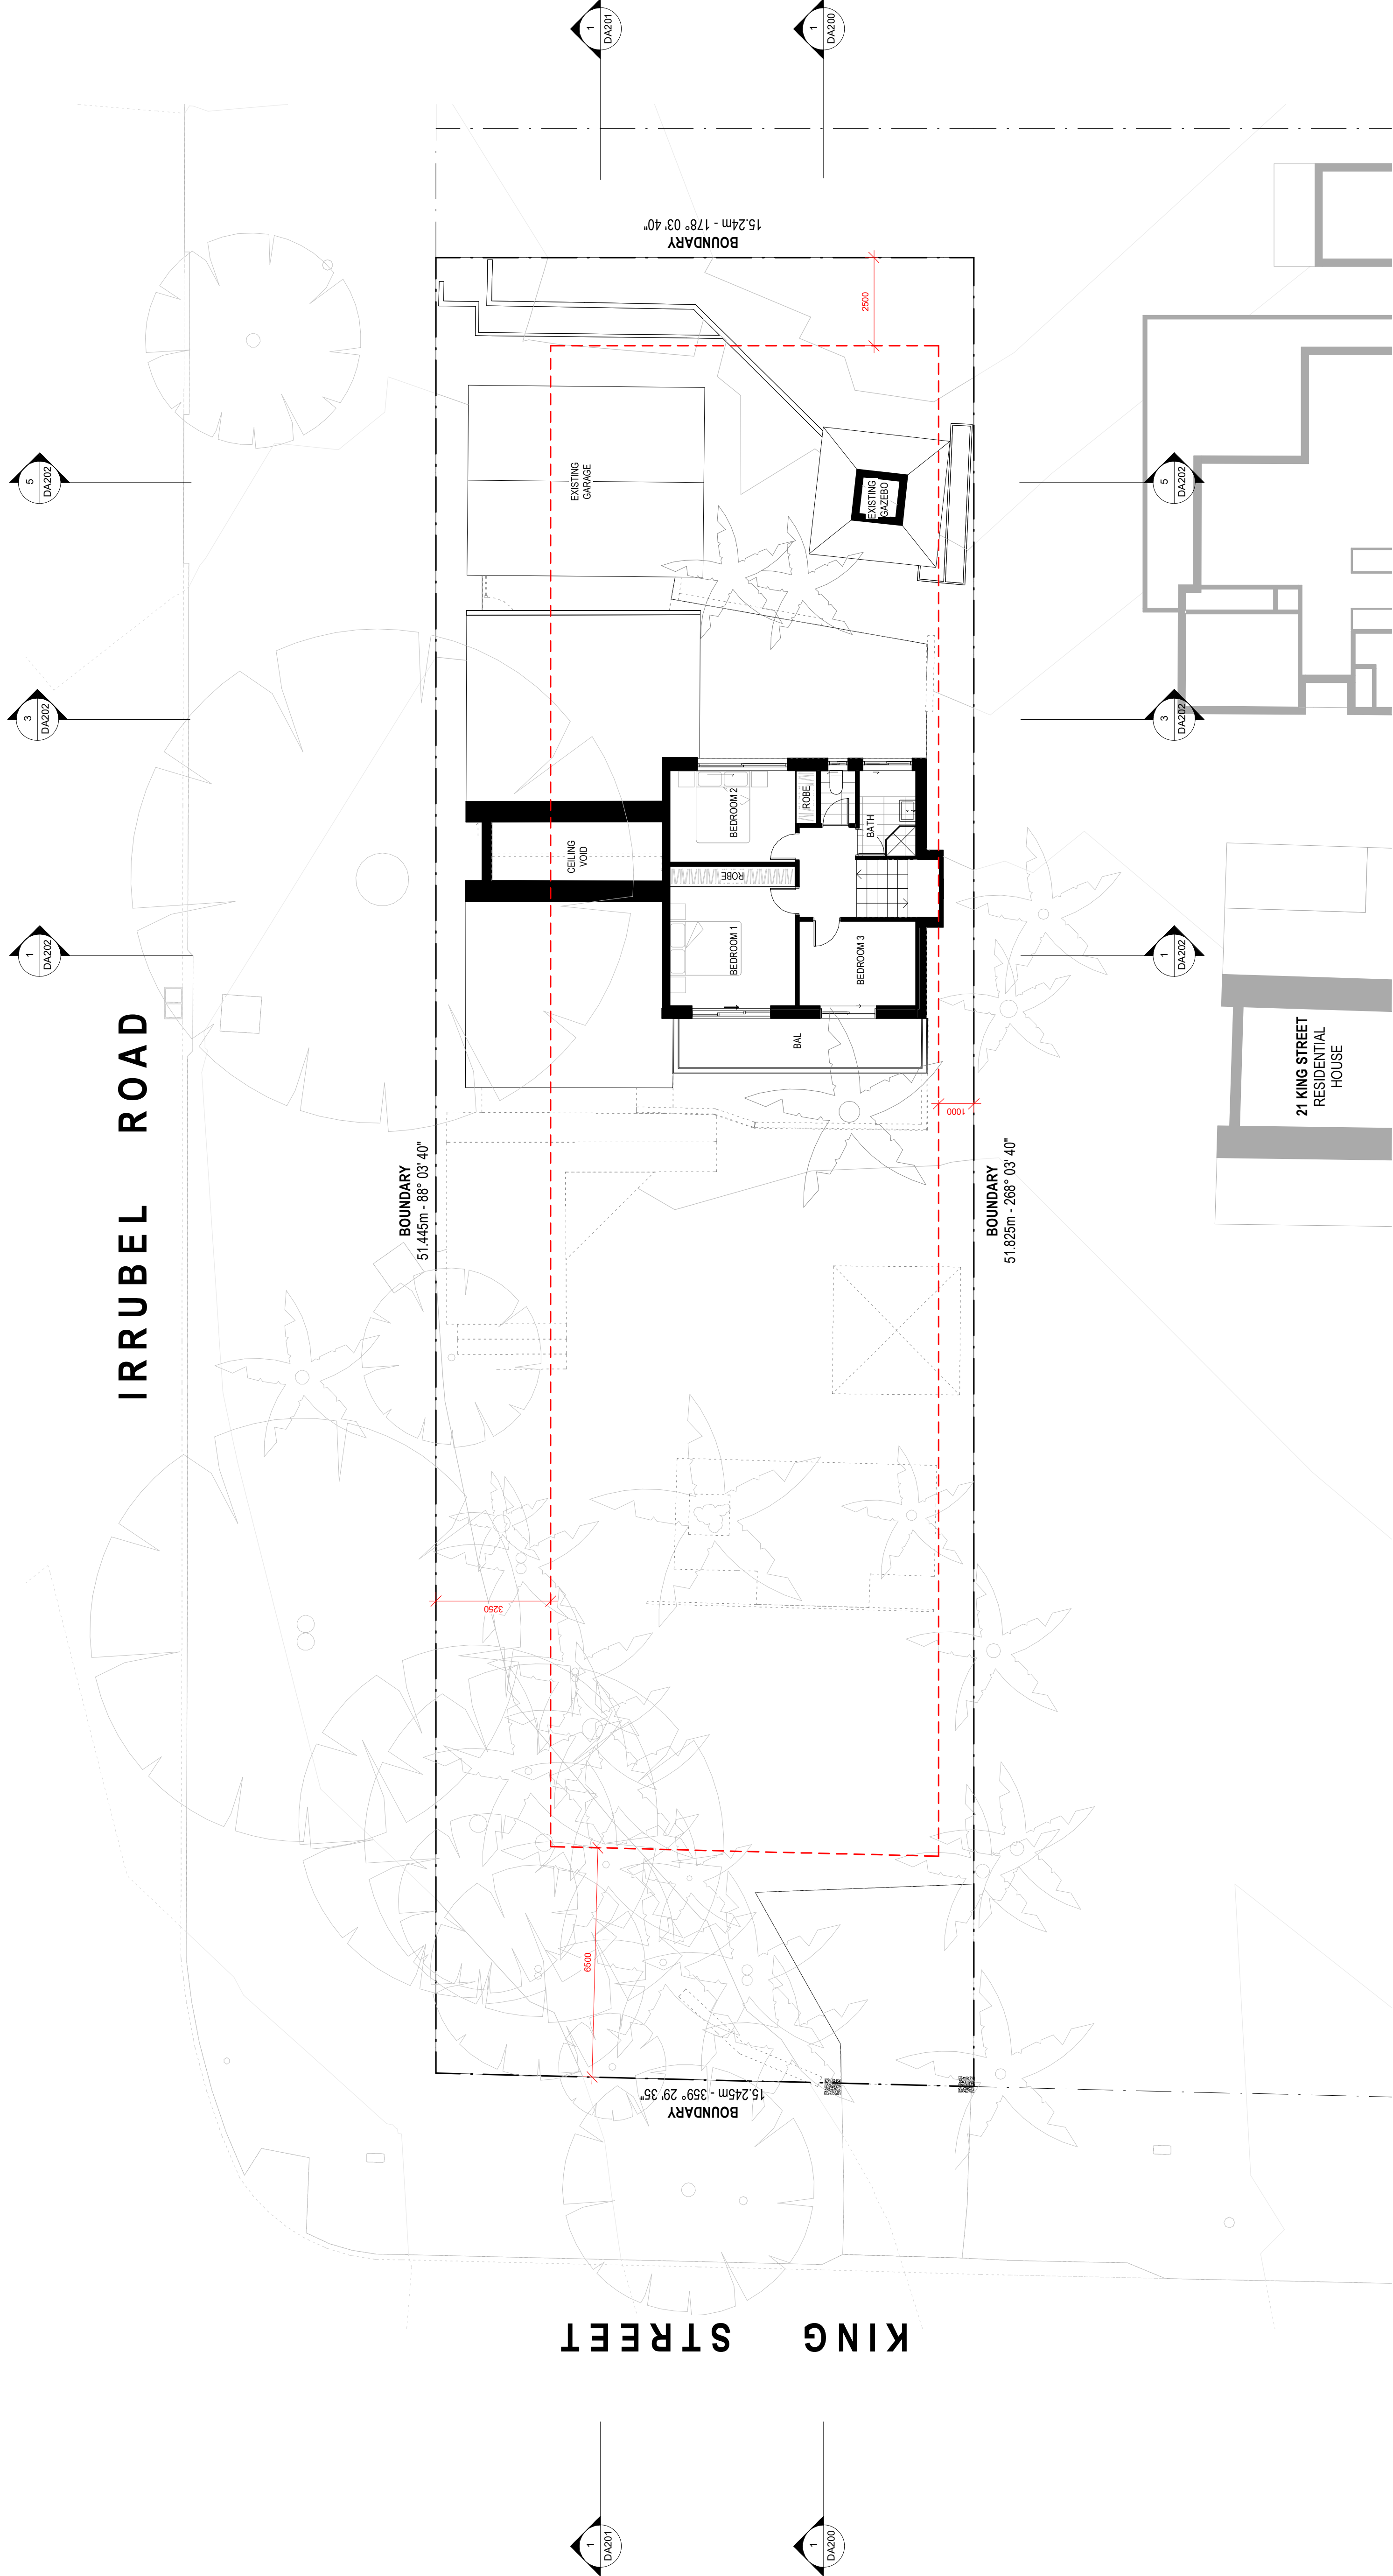 1
DA201
1
DA200
BOUNDARY
15.24m - 178° 03' 40"
2500
5
DA202
EXISTING
GARAGE
EXISTING
GAZEBO
5
DA202
3
DA202
3
DA202
BEDROOM 2
ROBE
BATH
CEILING
VOID
ROBE
1
DA202
BEDROOM 1
BEDROOM 3
1
DA202
BAL
IRRUBEL ROAD
21 KING STREET
RESIDENTIAL
HOUSE
1000
BOUNDARY
51.445m - 88° 03' 40"
BOUNDARY
51.825m - 268° 03' 40"
3250
6500
BOUNDARY
15.245m - 359° 29' 35"
KING STREET
1
DA201
1
DA200